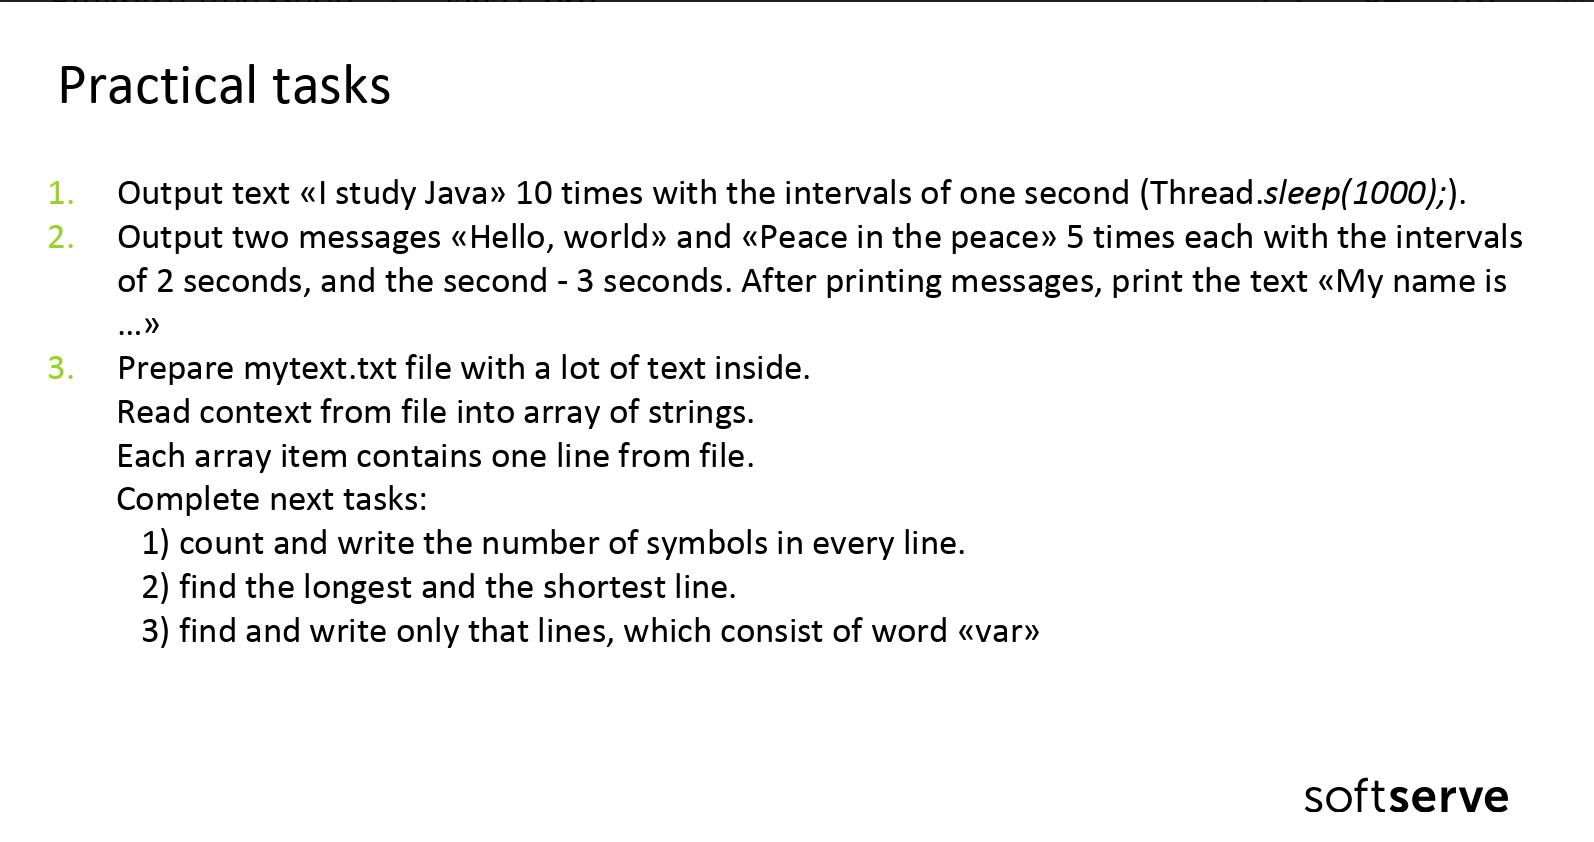 Practical tasks
1. Output text «I study Java» 10 times with the intervals of one second (Thread.sleep(1000);).
2. Output two messages «Hello, world» and «Peace in the peace» 5 times each with the intervals
of 2 seconds, and the second - 3 seconds. After printing messages, print the text «My name is
...»
3. Prepare mytext.txt file with a lot of text inside.
Read context from file into array of strings.
Each array item contains one line from file.
Complete next tasks:
1) count and write the number of symbols in every line.
2) find the longest and the shortest line.
3) find and write only that lines, which consist of word «var»
softserve